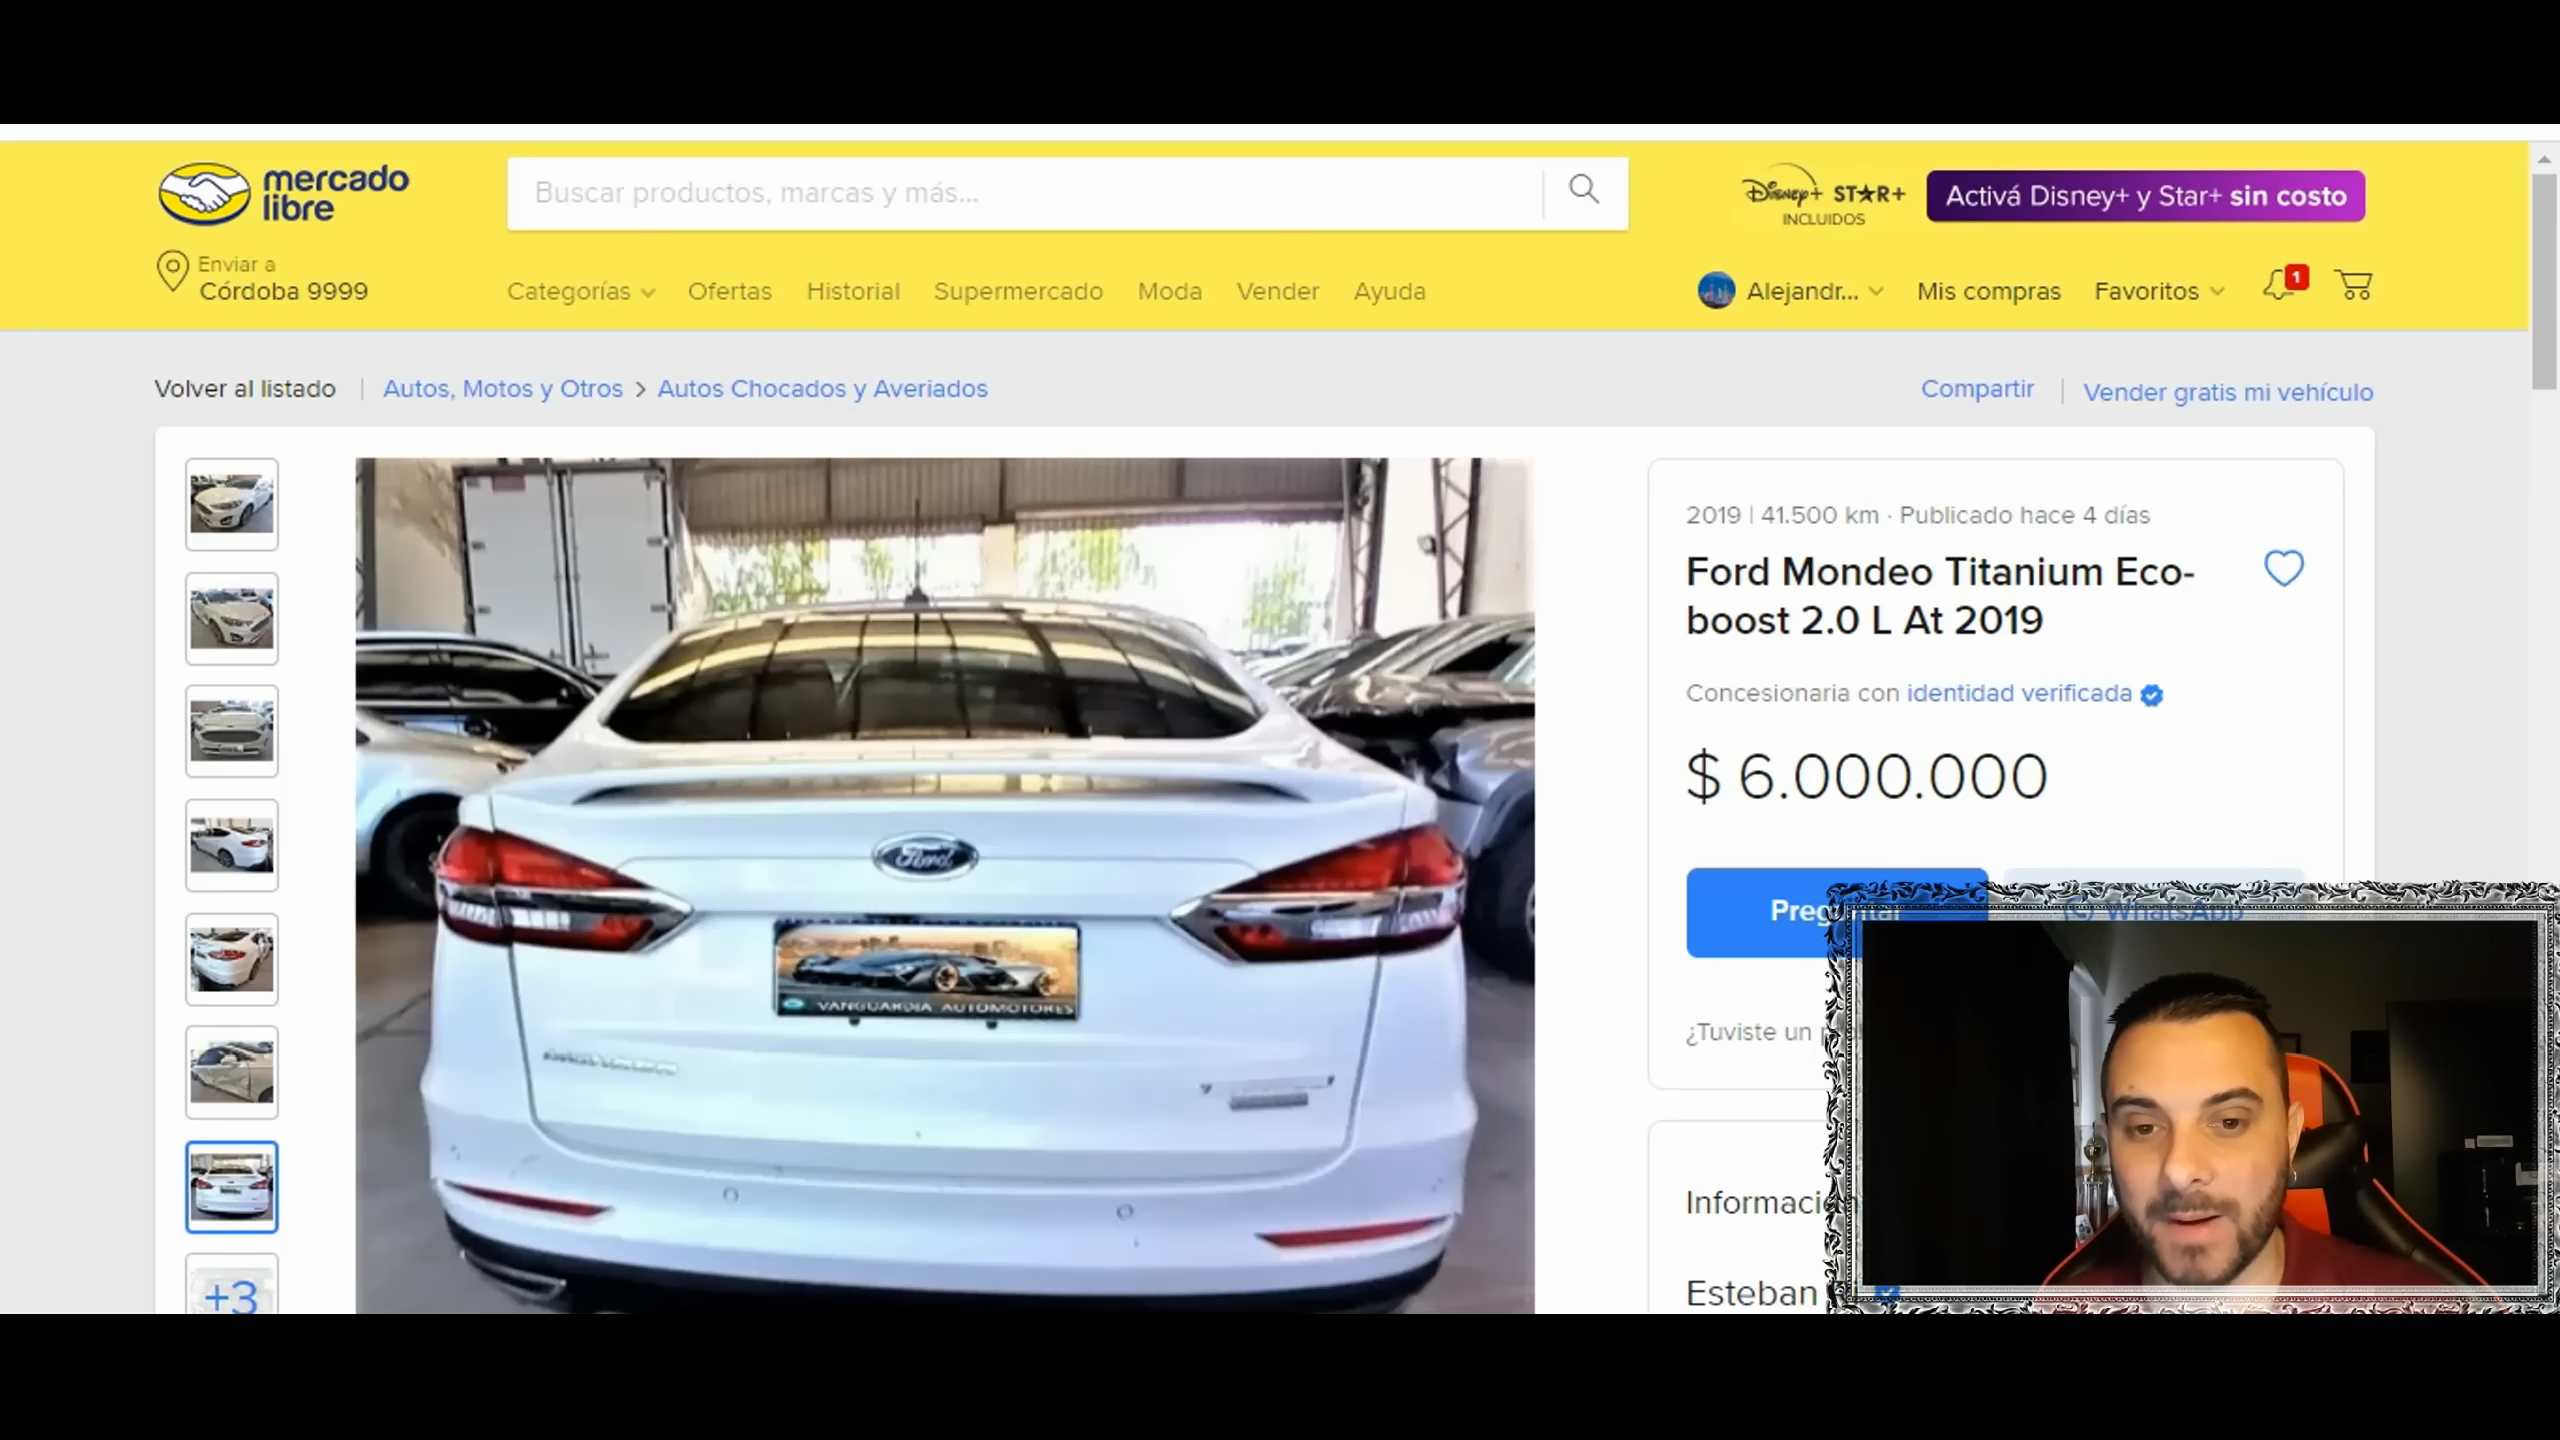 mercado
libre
Buscar productos, marcas y más...
Disney+ STAR+
INCLUIDOS
Activá Disney+ y Star+ sin costo
Enviar a
Córdoba 9999
Categorías
Ofertas
Historial
Supermercado
Moda
Vender
Ayuda
Alejandr...
Mis compras
Favoritos
1
Volver al listado
Autos, Motos y Otros > Autos Chocados y Averiados
Compartir
Vender gratis mi vehículo
2019 | 41.500 km · Publicado hace 4 días
Ford Mondeo Titanium Eco-
boost 2.0 L At 2019
Concesionaria con identidad verificada
$ 6.000.000
Preguntar
WhatsApp
¿Tuviste un
Ford
VANGUARDIA AUTOMOTORES
+3
Esteban